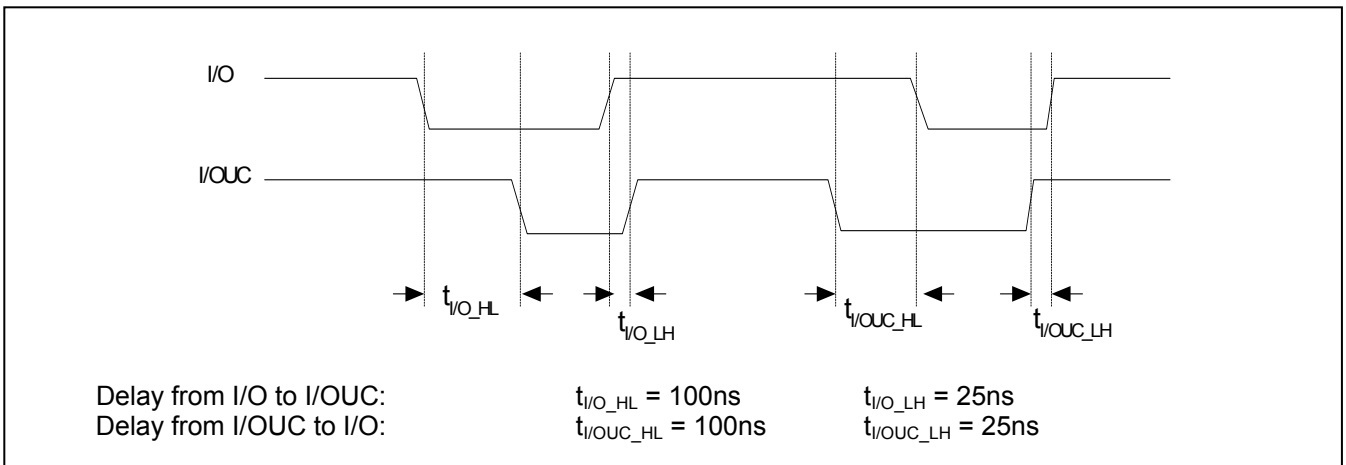 I/O
I/OUC
tI/O_HL
tI/O_LH
tI/OUC_HL
tI/OUC_LH
Delay from I/O to I/OUC: tI/O_HL = 100ns tI/O_LH = 25ns
Delay from I/OUC to I/O: tI/OUC_HL = 100ns tI/OUC_LH = 25ns